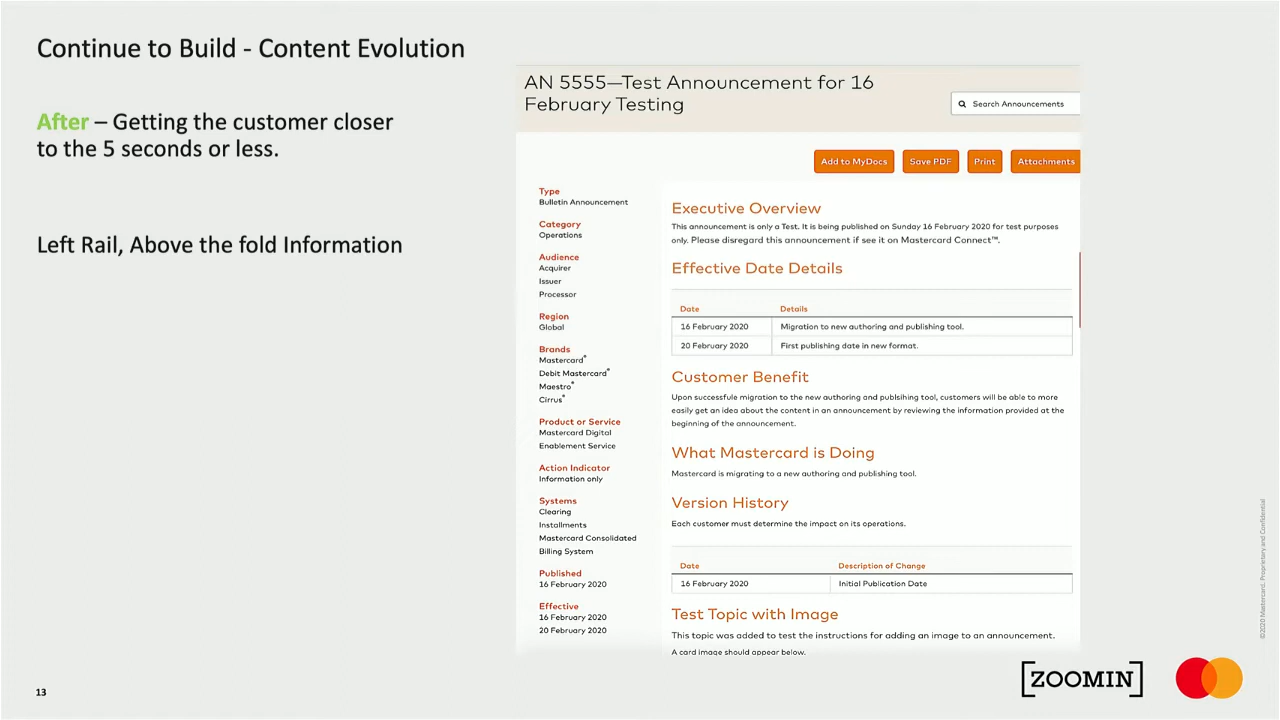 Continue to Build - Content Evolution
After – Getting the customer closer
to the 5 seconds or less.
Left Rail, Above the fold Information
AN 5555—Test Announcement for 16
February Testing
Search Announcements
Add to MyDocs
Save PDF
Print
Attachments
Type
Bulletin Announcement
Category
Operations
Audience
Acquirer
Issuer
Processor
Region
Global
Brands
Mastercard®
Debit Mastercard®
Maestro®
Cirrus®
Product or Service
Mastercard Digital
Enablement Service
Action Indicator
Information only
Systems
Clearing
Installments
Mastercard Consolidated
Billing System
Published
16 February 2020
Effective
16 February 2020
20 February 2020
Executive Overview
This announcement is only a Test. It is being published on Sunday 16 February 2020 for test purposes
only. Please disregard this announcement if see it on Mastercard Connect™.
Effective Date Details
Date Details
16 February 2020 Migration to new authoring and publishing tool.
20 February 2020 First publishing date in new format.
Customer Benefit
Upon successfule migration to the new authoring and publsihing tool, customers will be able to more
easily get an idea about the content in an announcement by reviewing the information provided at the
beginning of the announcement.
What Mastercard is Doing
Mastercard is migrating to a new authoring and publishing tool.
Version History
Each customer must determine the impact on its operations.
Date Description of Change
16 February 2020 Initial Publication Date
Test Topic with Image
This topic was added to test the instructions for adding an image to an announcement.
A card image should appear below.
©2020 Mastercard. Proprietary and Confidential
[ZOOMIN]
13